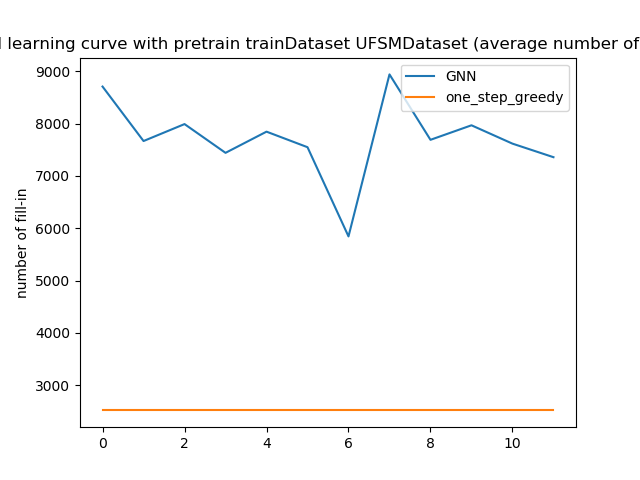 learning curve with pretrain trainDataset UFSMDataset (average number of
GNN
one_step_greedy
number of fill-in
9000
8000
7000
6000
5000
4000
3000
0 2 4 6 8 10